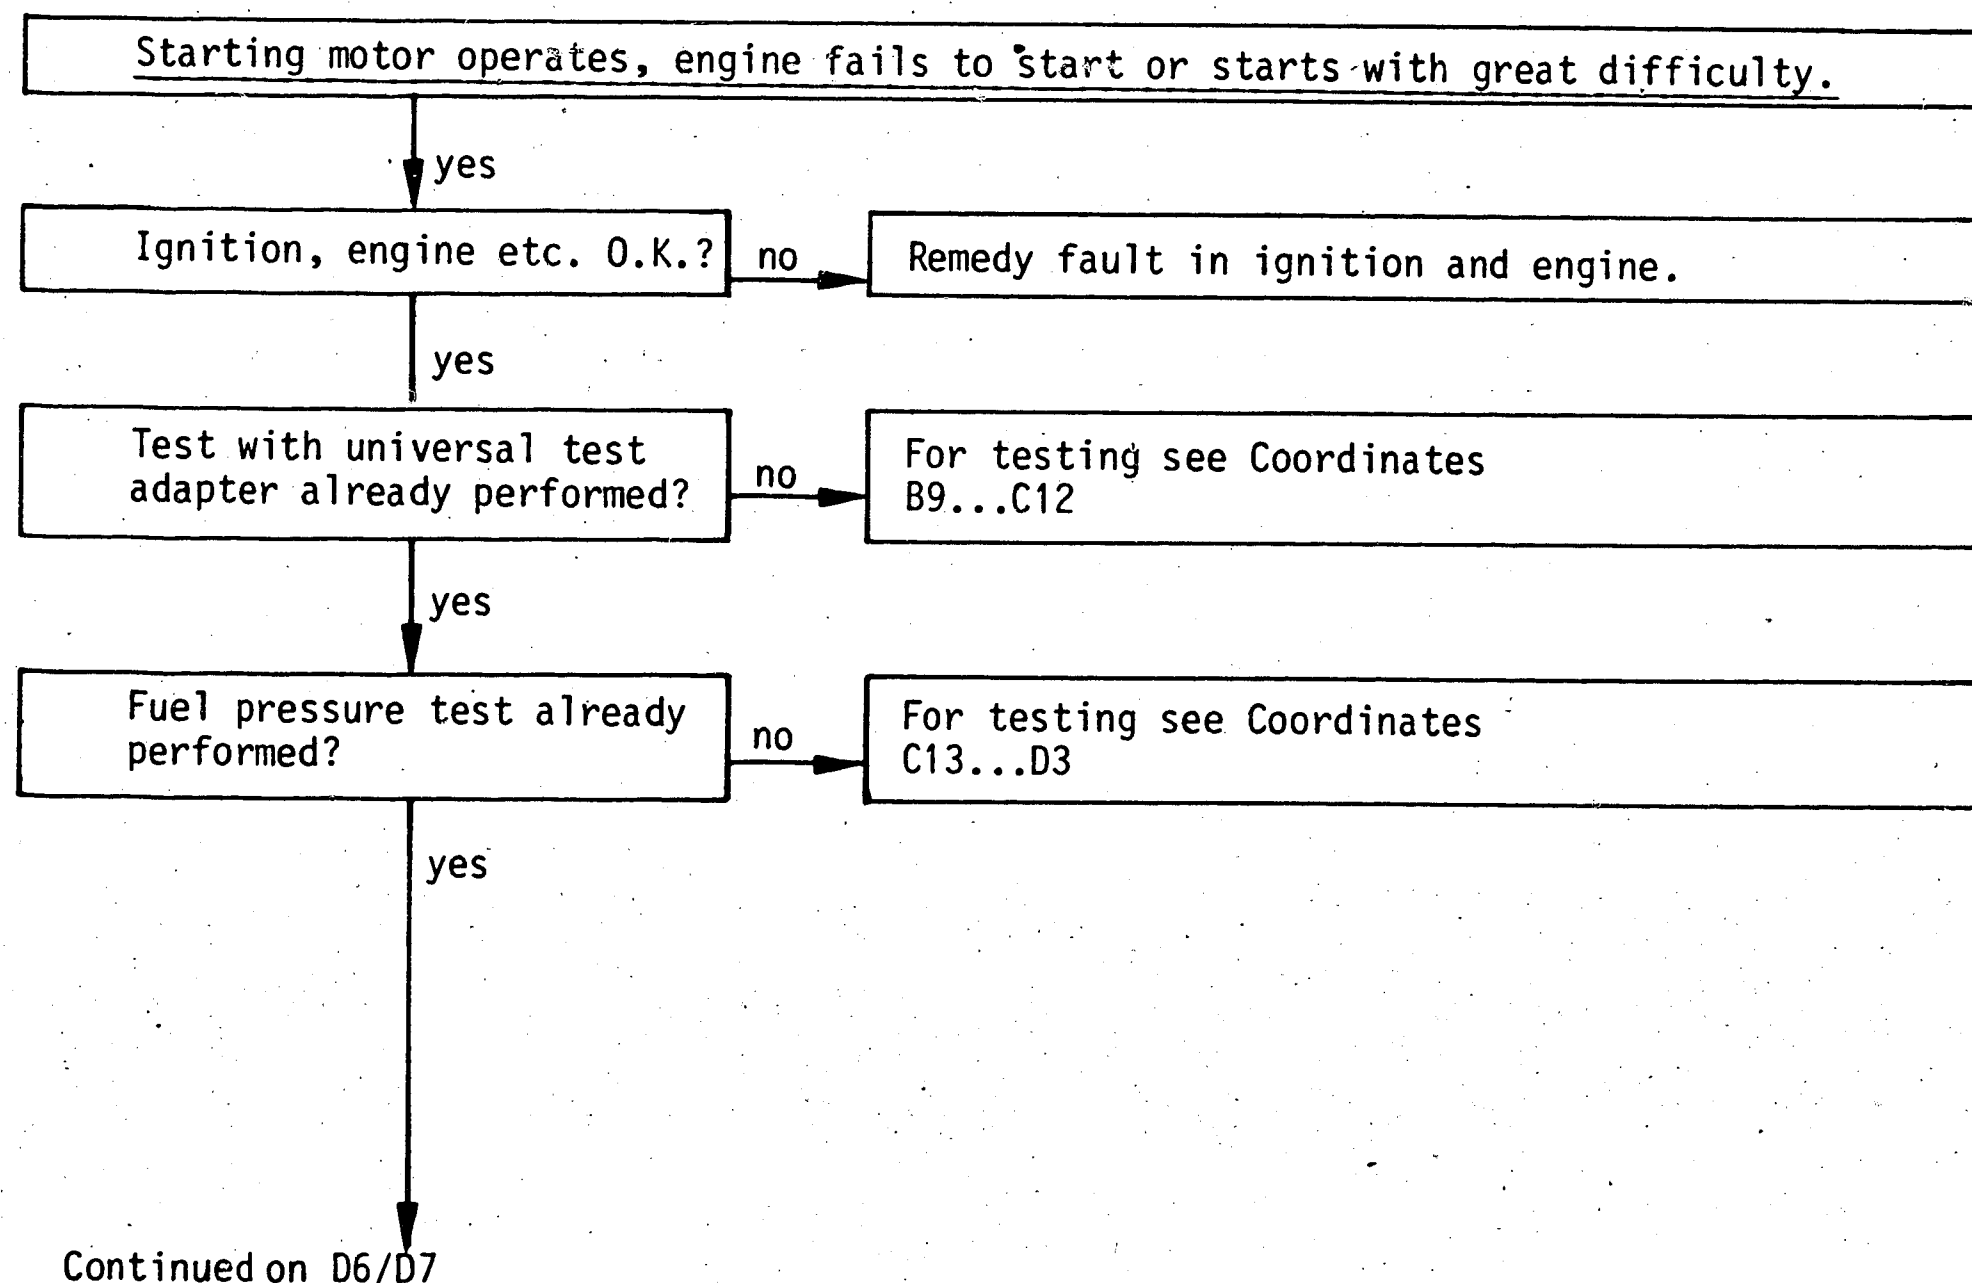 Starting motor operates, engine fails to start or starts with great difficulty.
yes
Ignition, engine etc. O.K.?
no
Remedy fault in ignition and engine.
yes
Test with universal test
adapter already performed?
no
For testing see Coordinates
B9...C12
yes
Fuel pressure test already
performed?
no
For testing see Coordinates
C13...D3
yes
Continued on D6/D7